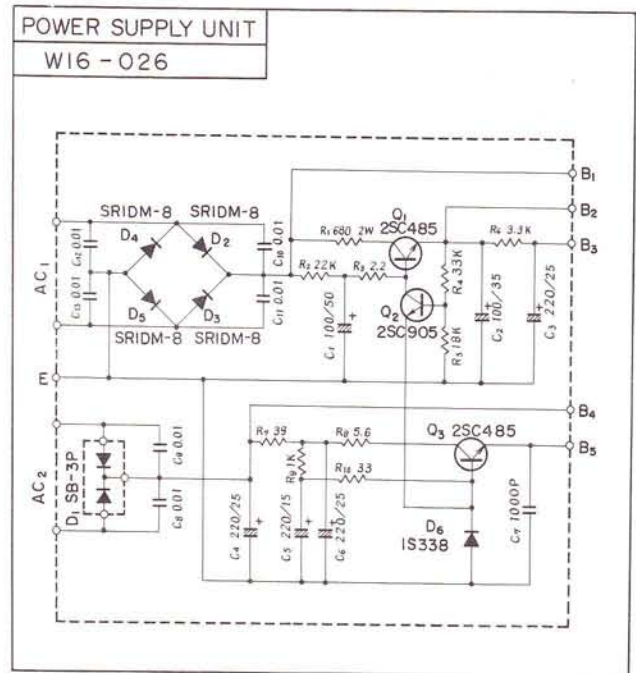 POWER SUPPLY UNIT
W16-026
B1
B2
B3
B4
B5
AC1
E
AC2
SRIDM-8 SRIDM-8
D4
D2
D5
D3
SRIDM-8 SRIDM-8
C12 0.01
C13 0.01
C10 0.01
C11 0.01
R1 680 2W
Q1
2SC485
R6 3.3K
R2 22K
R3 2.2
R4 33K
Q2
2SC905
R5 18K
C1 100/50
C2 100/35
C3 220/25
D1 SB-3P
C9 0.01
C8 0.01
R7 39
R8 5.6
Q3 2SC485
R9 1K
R10 33
C4 220/25
C5 220/15
C6 220/25
D6
IS338
C7 1000P